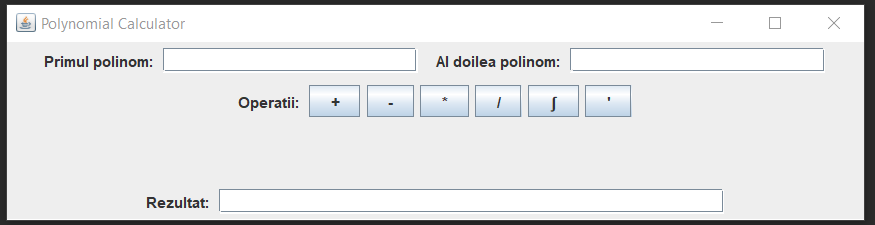 Polynomial Calculator
Primul polinom: Al doilea polinom:
Operatii: + - * / ∫ '
Rezultat: